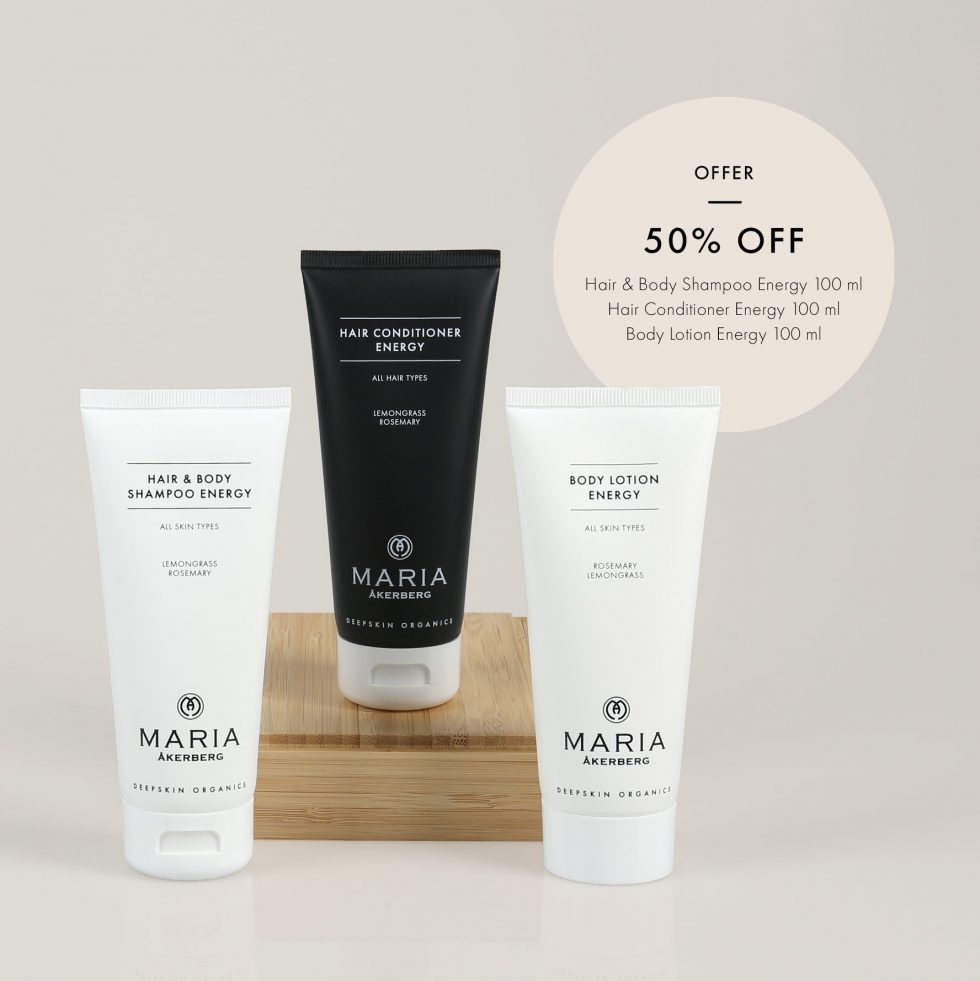 OFFER
50% OFF
Hair & Body Shampoo Energy 100 ml
Hair Conditioner Energy 100 ml
Body Lotion Energy 100 ml
HAIR CONDITIONER
ENERGY
ALL HAIR TYPES
LEMONGRASS
ROSEMARY
MARIA
ÅKERBERG
DEEPSKIN ORGANICS
HAIR & BODY
SHAMPOO ENERGY
ALL SKIN TYPES
LEMONGRASS
ROSEMARY
MARIA
ÅKERBERG
DEEPSKIN ORGANICS
BODY LOTION
ENERGY
ALL SKIN TYPES
ROSEMARY
LEMONGRASS
MARIA
ÅKERBERG
DEEPSKIN ORGANICS